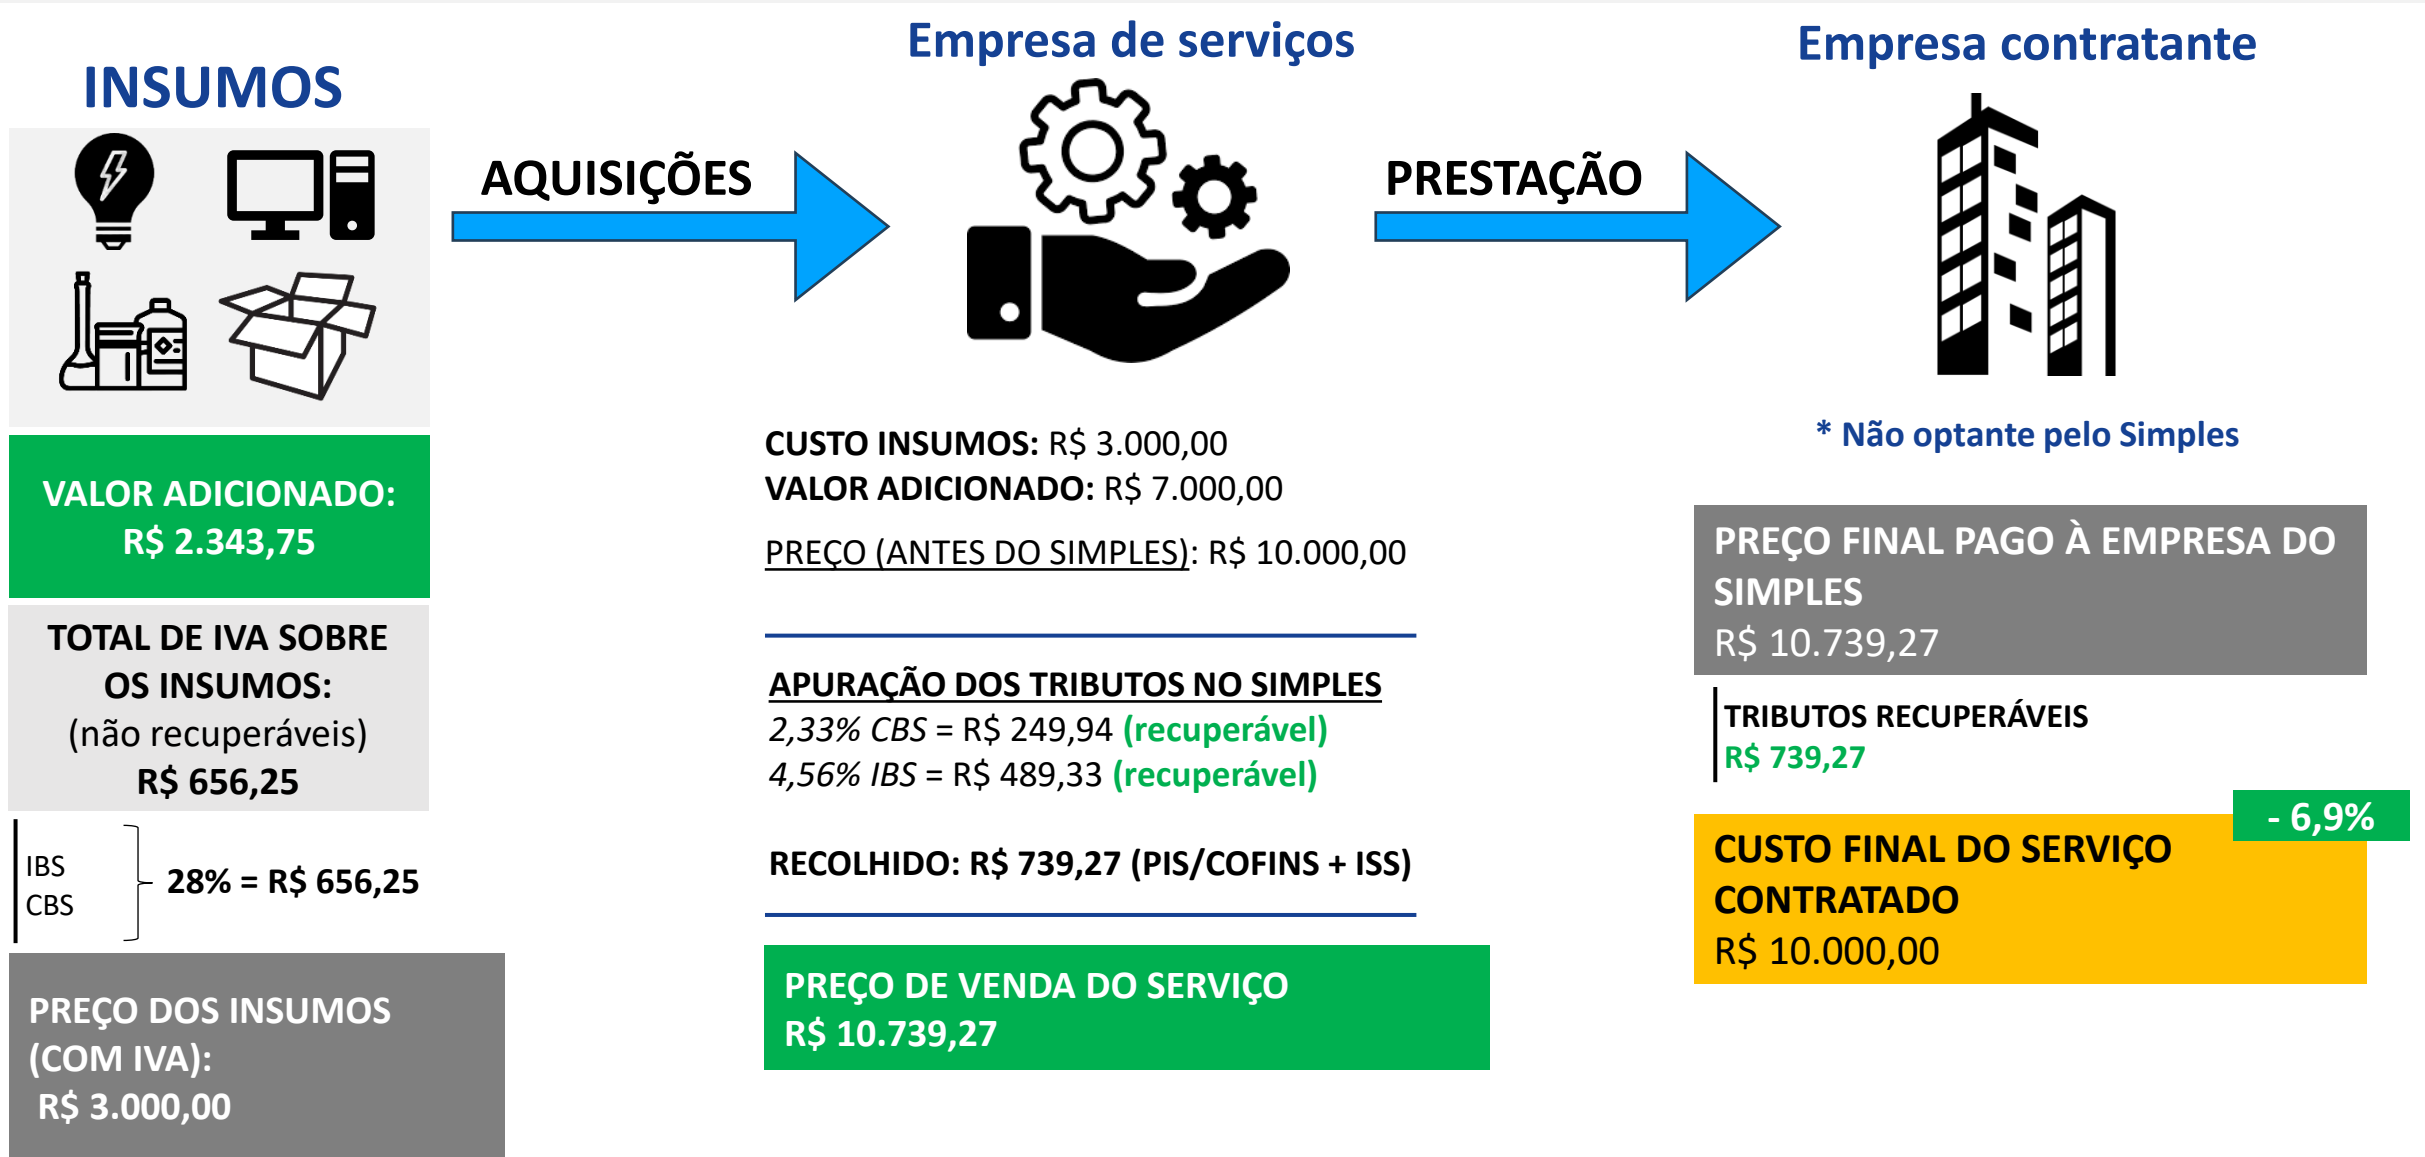 INSUMOS
VALOR ADICIONADO:
R$ 2.343,75
TOTAL DE IVA SOBRE
OS INSUMOS:
(não recuperáveis)
R$ 656,25
IBS
CBS
28% = R$ 656,25
PREÇO DOS INSUMOS
(COM IVA):
R$ 3.000,00
AQUISIÇÕES
Empresa de serviços
CUSTO INSUMOS: R$ 3.000,00
VALOR ADICIONADO: R$ 7.000,00
PREÇO (ANTES DO SIMPLES): R$ 10.000,00
APURAÇÃO DOS TRIBUTOS NO SIMPLES
2,33% CBS = R$ 249,94 (recuperável)
4,56% IBS = R$ 489,33 (recuperável)
RECOLHIDO: R$ 739,27 (PIS/COFINS + ISS)
PREÇO DE VENDA DO SERVIÇO
R$ 10.739,27
PRESTAÇÃO
Empresa contratante
* Não optante pelo Simples
PREÇO FINAL PAGO À EMPRESA DO
SIMPLES
R$ 10.739,27
TRIBUTOS RECUPERÁVEIS
R$ 739,27
- 6,9%
CUSTO FINAL DO SERVIÇO
CONTRATADO
R$ 10.000,00